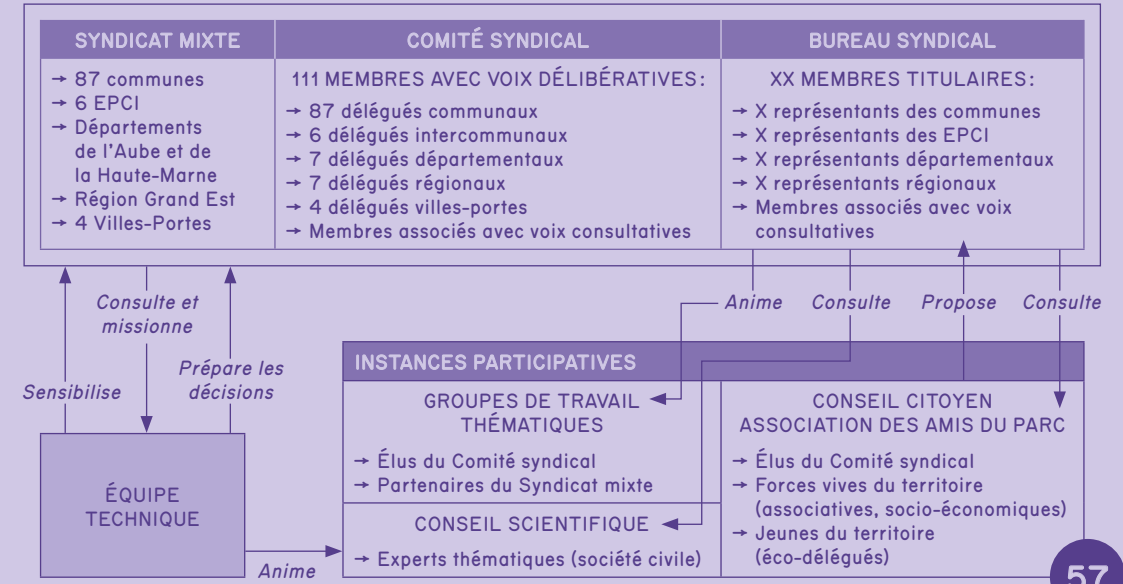 SYNDICAT MIXTE
→ 87 communes
→ 6 EPCI
→ Départements
de l'Aube et de
la Haute-Marne
→ Région Grand Est
→ 4 Villes-Portes
COMITÉ SYNDICAL
111 MEMBRES AVEC VOIX DÉLIBÉRATIVES:
→ 87 délégués communaux
→ 6 délégués intercommunaux
→ 7 délégués départementaux
→ 7 délégués régionaux
→ 4 délégués villes-portes
→ Membres associés avec voix consultatives
BUREAU SYNDICAL
XX MEMBRES TITULAIRES:
→ X représentants des communes
→ X représentants des EPCI
→ X représentants départementaux
→ X représentants régionaux
→ Membres associés avec voix
consultatives
Sensibilise
Consulte et
missionne
Prépare les
décisions
Anime
Consulte
Propose
Consulte
ÉQUIPE
TECHNIQUE
Anime
INSTANCES PARTICIPATIVES
GROUPES DE TRAVAIL
THÉMATIQUES
→ Élus du Comité syndical
→ Partenaires du Syndicat mixte
CONSEIL SCIENTIFIQUE
→ Experts thématiques (société civile)
CONSEIL CITOYEN
ASSOCIATION DES AMIS DU PARC
→ Élus du Comité syndical
→ Forces vives du territoire
(associatives, socio-économiques)
→ Jeunes du territoire
(éco-délégués)
57